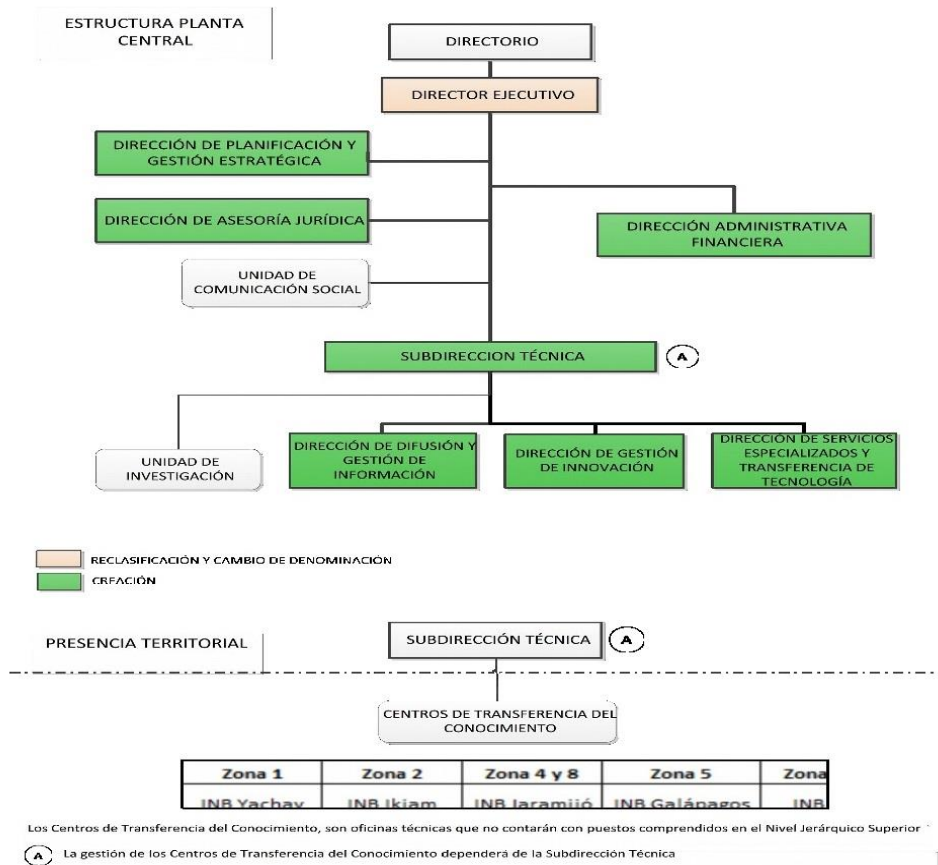 ESTRUCTURA PLANTA
CENTRAL
DIRECTORIO
DIRECTOR EJECUTIVO
DIRECCIÓN DE PLANIFICACIÓN Y
GESTIÓN ESTRATÉGICA
DIRECCIÓN DE ASESORÍA JURÍDICA
DIRECCIÓN ADMINISTRATIVA
FINANCIERA
UNIDAD DE
COMUNICACIÓN SOCIAL
SUBDIRECCION TÉCNICA
A
UNIDAD DE
INVESTIGACIÓN
DIRECCIÓN DE DIFUSIÓN Y
GESTIÓN DE
INFORMACIÓN
DIRECCIÓN DE GESTIÓN
DE INNOVACIÓN
DIRECCIÓN DE SERVICIOS
ESPECIALIZADOS Y
TRANSFERENCIA DE
TECNOLOGÍA
RECLASIFICACIÓN Y CAMBIO DE DENOMINACIÓN
CREACIÓN
PRESENCIA TERRITORIAL
SUBDIRECCIÓN TÉCNICA
A
CENTROS DE TRANSFERENCIA DEL
CONOCIMIENTO
Zona 1 Zona 2 Zona 4 y 8 Zona 5 Zona
INB Yachay INB Ikiam INB Jaramijó INB Galápagos INB
Los Centros de Transferencia del Conocimiento, son oficinas técnicas que no contarán con puestos comprendidos en el Nivel Jerárquico Superior
A La gestión de los Centros de Transferencia del Conocimiento dependerá de la Subdirección Técnica